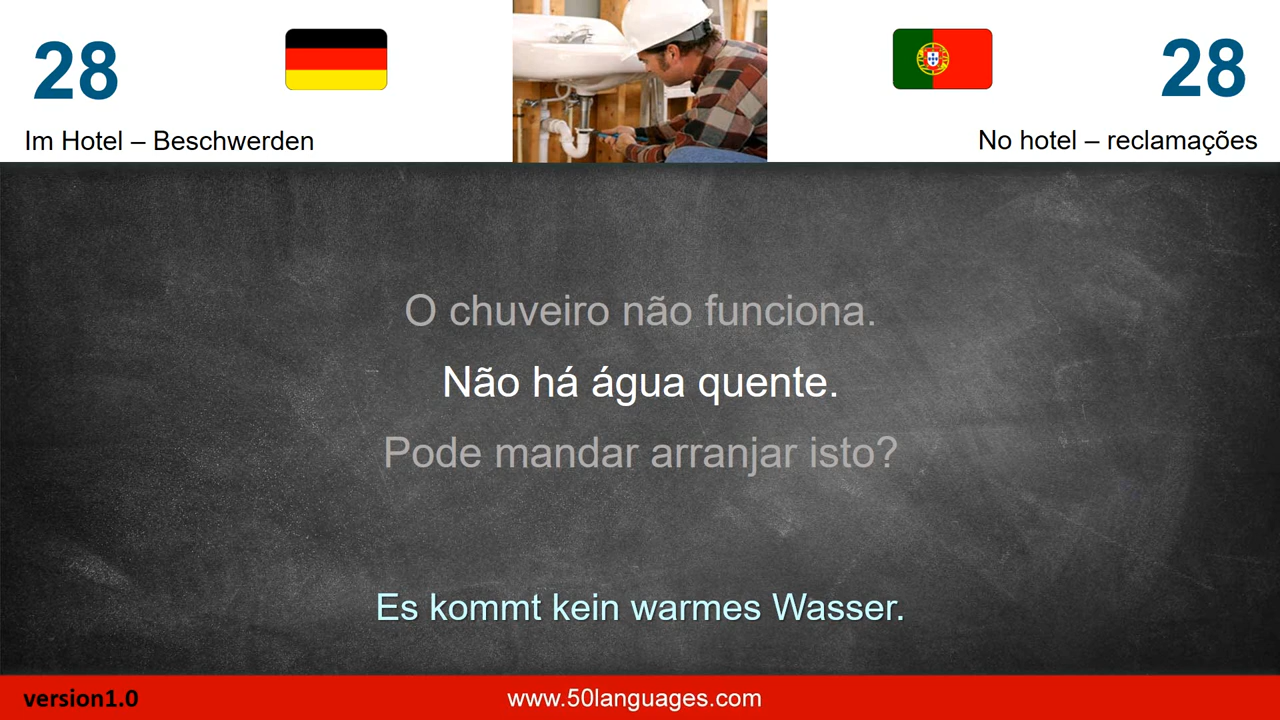 28
28
Im Hotel – Beschwerden
No hotel – reclamações
O chuveiro não funciona.
Não há água quente.
Pode mandar arranjar isto?
Es kommt kein warmes Wasser.
version1.0
www.50languages.com